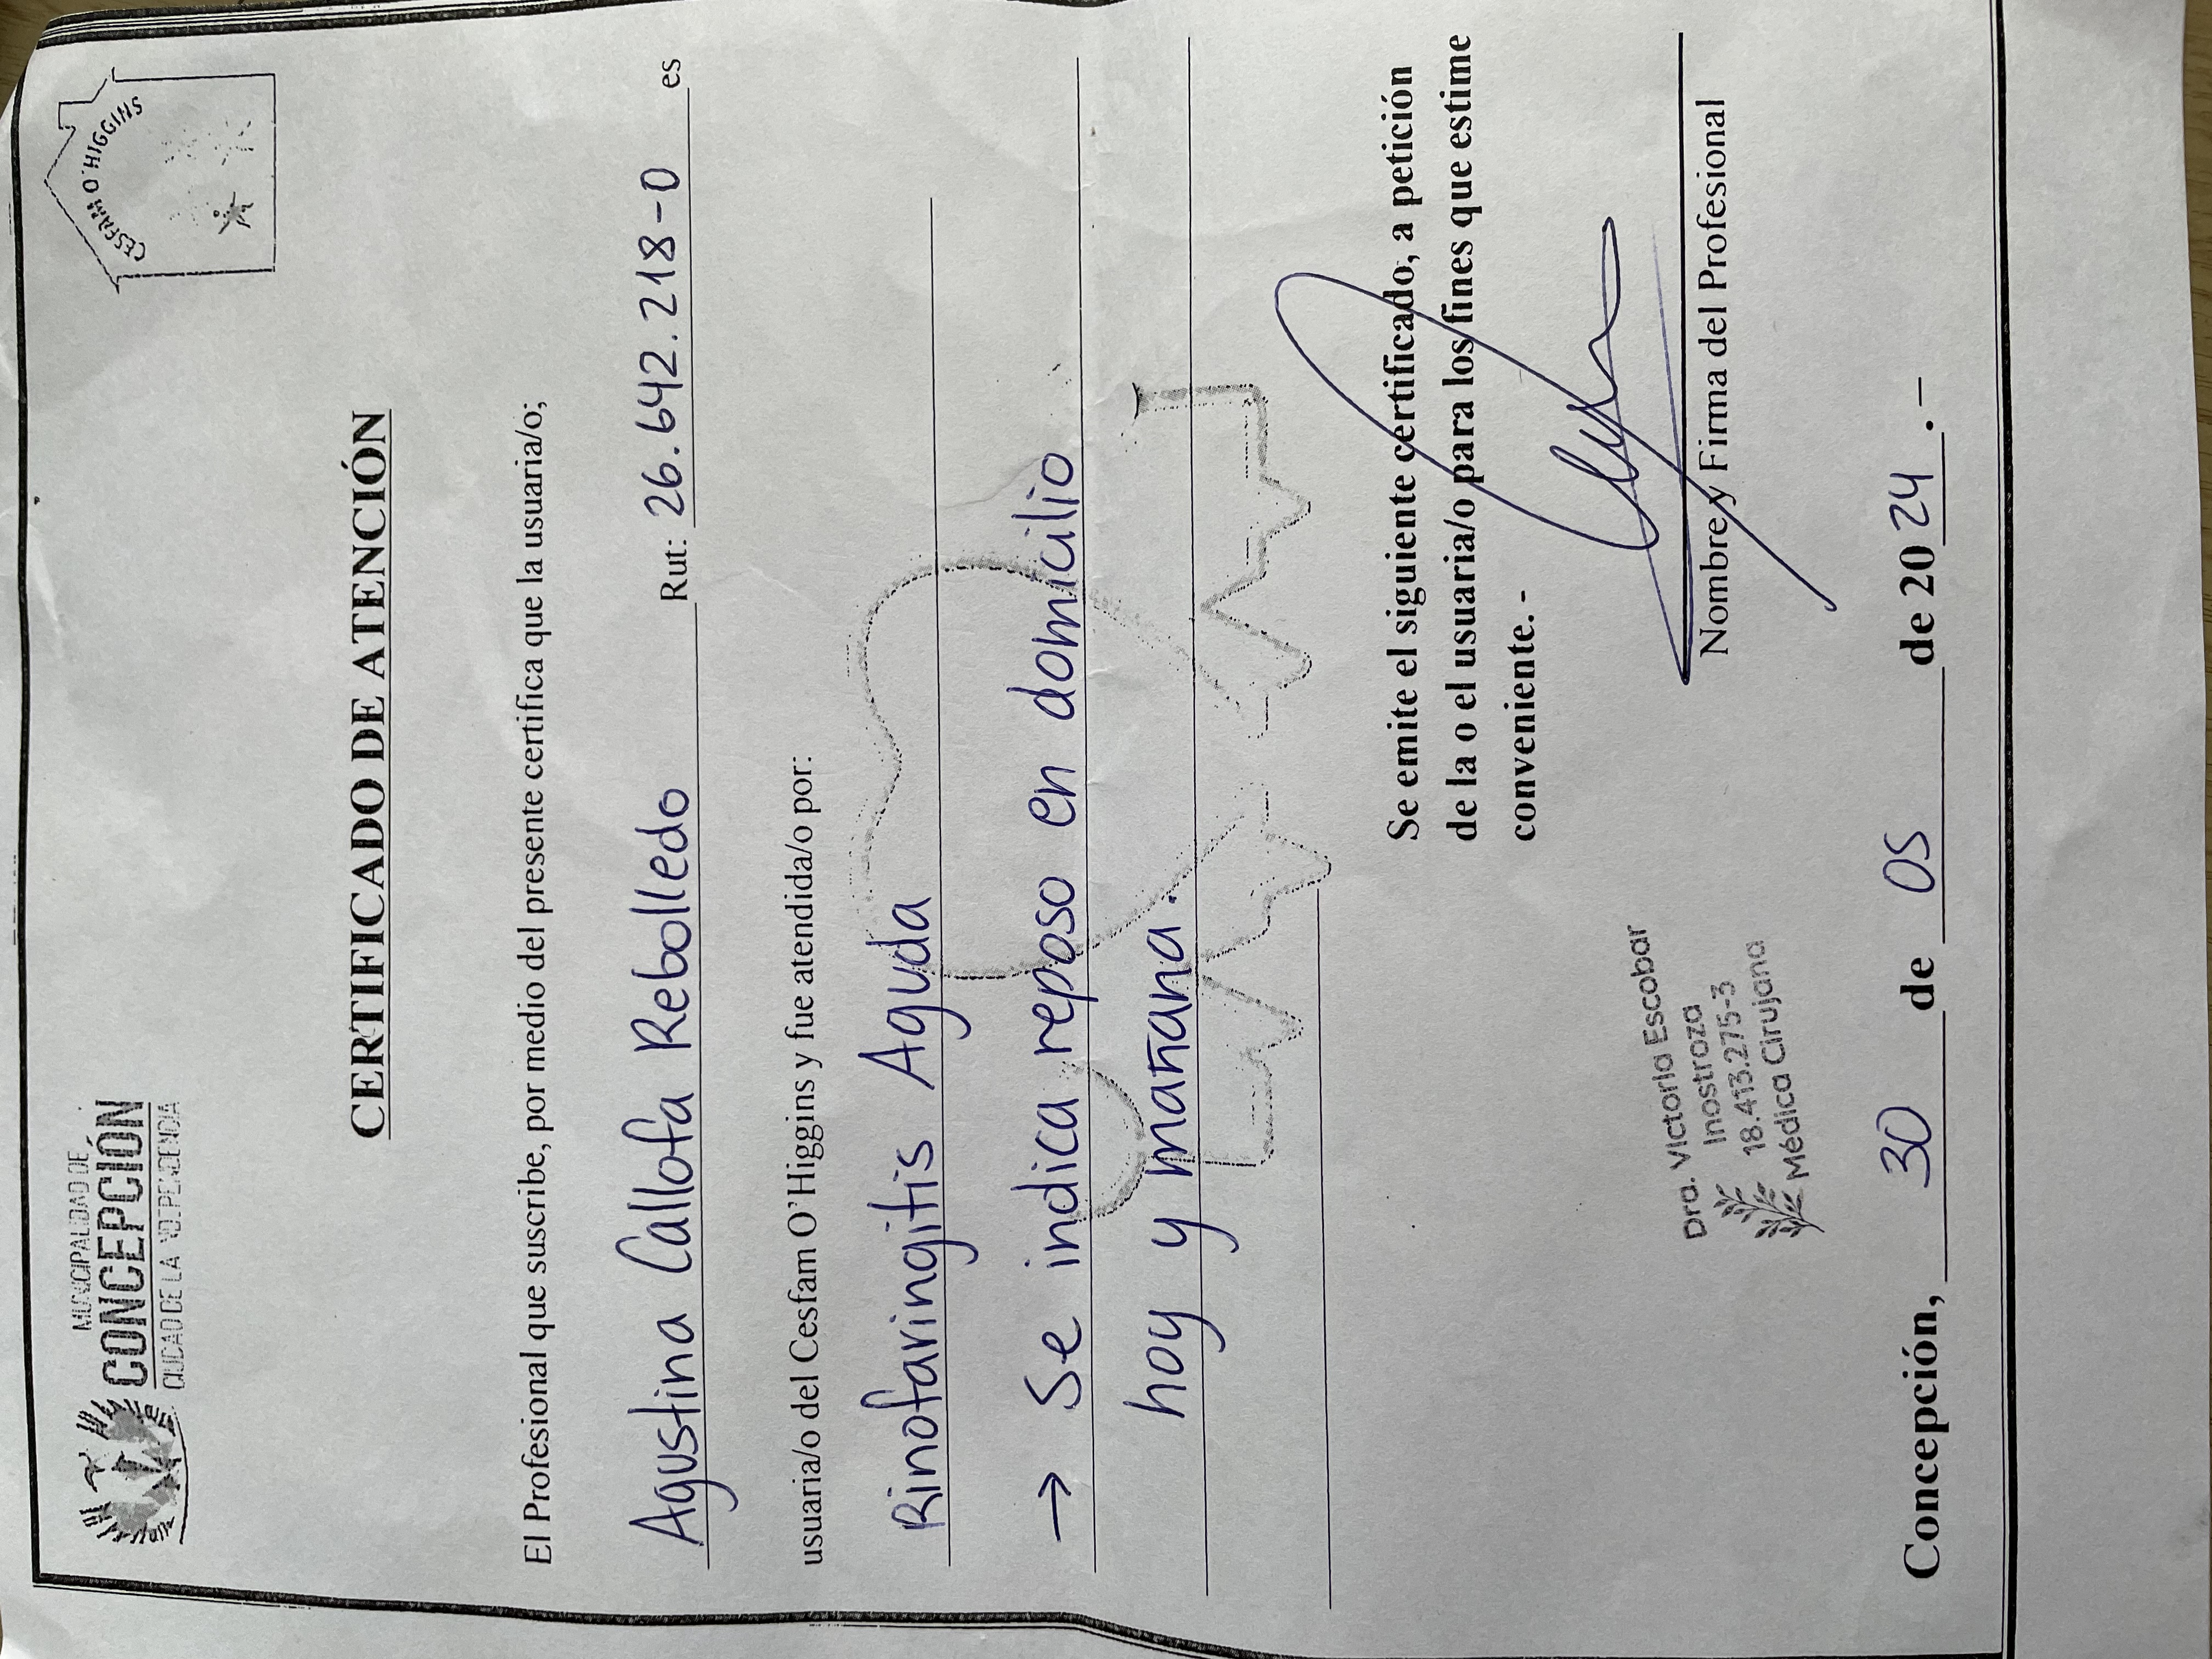 MUNICIPALIDAD DE
CONCEPCIÓN
CIUDAD DE LA INDEPENDENCIA
CESFAM O'HIGGINS
CERTIFICADO DE ATENCIÓN
El Profesional que suscribe, por medio del presente certifica que la usuaria/o;
Agustina Callofa Rebolledo Rut: 26.642.218-0 es
usuaria/o del Cesfam O'Higgins y fue atendida/o por:
Rinofaringitis Aguda
→ Se indica reposo en domicilio
hoy y mañana.
Se emite el siguiente certificado, a petición
de la o el usuaria/o para los fines que estime
conveniente. -
Dra. Victoria Escobar
Inostroza
18.413.275-3
Médica Cirujana
Nombre y Firma del Profesional
Concepción, 30 de 05 de 2024.-